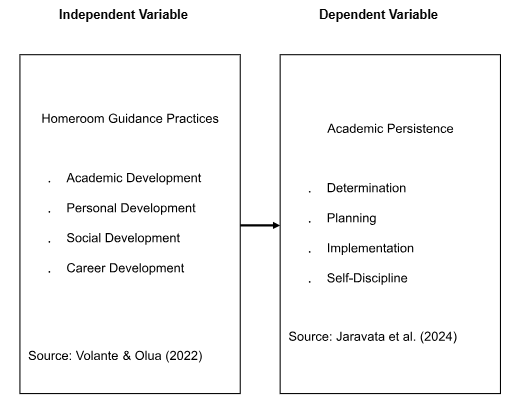 Independent Variable
Homeroom Guidance Practices
. Academic Development
. Personal Development
. Social Development
. Career Development
Source: Volante & Olua (2022)
Dependent Variable
Academic Persistence
. Determination
. Planning
. Implementation
. Self-Discipline
Source: Jaravata et al. (2024)